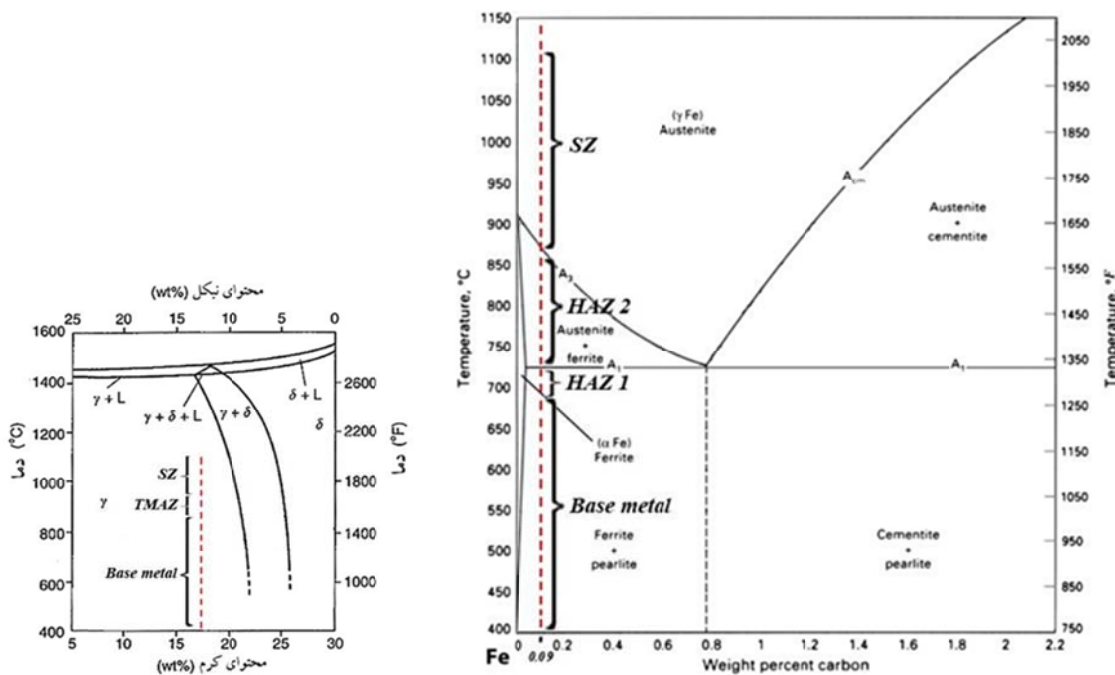 محتوای نیکل (wt%)
25 20 15 10 5 0
1600
1400
1200
1000
800
600
400
دما (°C)
2600
2200
1800
1400
1000
دما (°F)
γ + L
γ + δ + L
γ + δ
δ + L
δ
γ
SZ
TMAZ
Base metal
5 10 15 20 25 30
محتوای کرم (wt%)
1150
1100
1050
1000
950
900
850
800
750
700
650
600
550
500
450
400
Temperature, °C
2050
1950
1850
1750
1650
1550
1450
1350
1250
1150
1050
950
850
750
Temperature, °F
(γ Fe)
Austenite
SZ
Acm
Austenite
+
cementite
A3
HAZ 2
Austenite
+
ferrite
A1
A1
HAZ 1
(α Fe)
Ferrite
Base metal
Ferrite
+
pearlite
Cementite
+
pearlite
0 0.2 0.4 0.6 0.8 1 1.2 1.4 1.6 1.8 2.0 2.2
Fe 0.09
Weight percent carbon